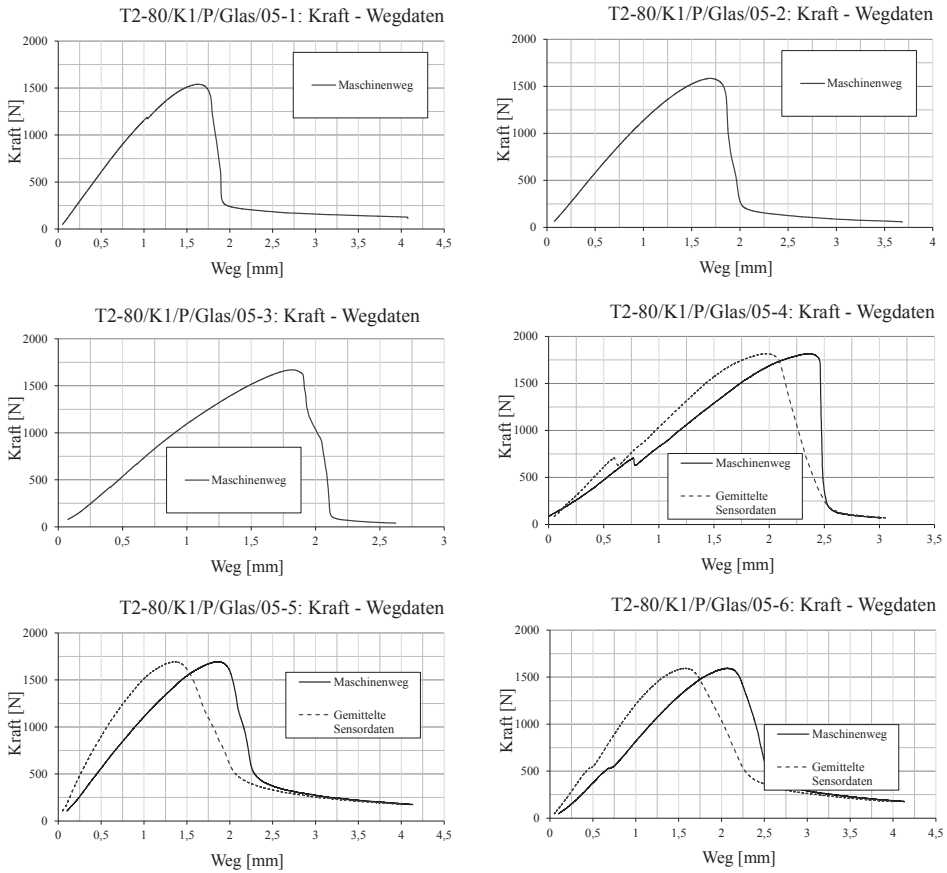 T2-80/K1/P/Glas/05-1: Kraft - Wegdaten
Kraft [N]
2000
1500
1000
500
0
Maschinenweg
0 0,5 1 1,5 2 2,5 3 3,5 4 4,5
Weg [mm]
T2-80/K1/P/Glas/05-2: Kraft - Wegdaten
Kraft [N]
2000
1500
1000
500
0
Maschinenweg
0 0,5 1 1,5 2 2,5 3 3,5 4
Weg [mm]
T2-80/K1/P/Glas/05-3: Kraft - Wegdaten
Kraft [N]
2000
1500
1000
500
0
Maschinenweg
0 0,5 1 1,5 2 2,5 3
Weg [mm]
T2-80/K1/P/Glas/05-4: Kraft - Wegdaten
Kraft [N]
2000
1500
1000
500
0
Maschinenweg
Gemittelte
Sensordaten
0 0,5 1 1,5 2 2,5 3 3,5
Weg [mm]
T2-80/K1/P/Glas/05-5: Kraft - Wegdaten
Kraft [N]
2000
1500
1000
500
0
Maschinenweg
Gemittelte
Sensordaten
0 0,5 1 1,5 2 2,5 3 3,5 4 4,5
Weg [mm]
T2-80/K1/P/Glas/05-6: Kraft - Wegdaten
Kraft [N]
2000
1500
1000
500
0
Maschinenweg
Gemittelte
Sensordaten
0 0,5 1 1,5 2 2,5 3 3,5 4 4,5
Weg [mm]